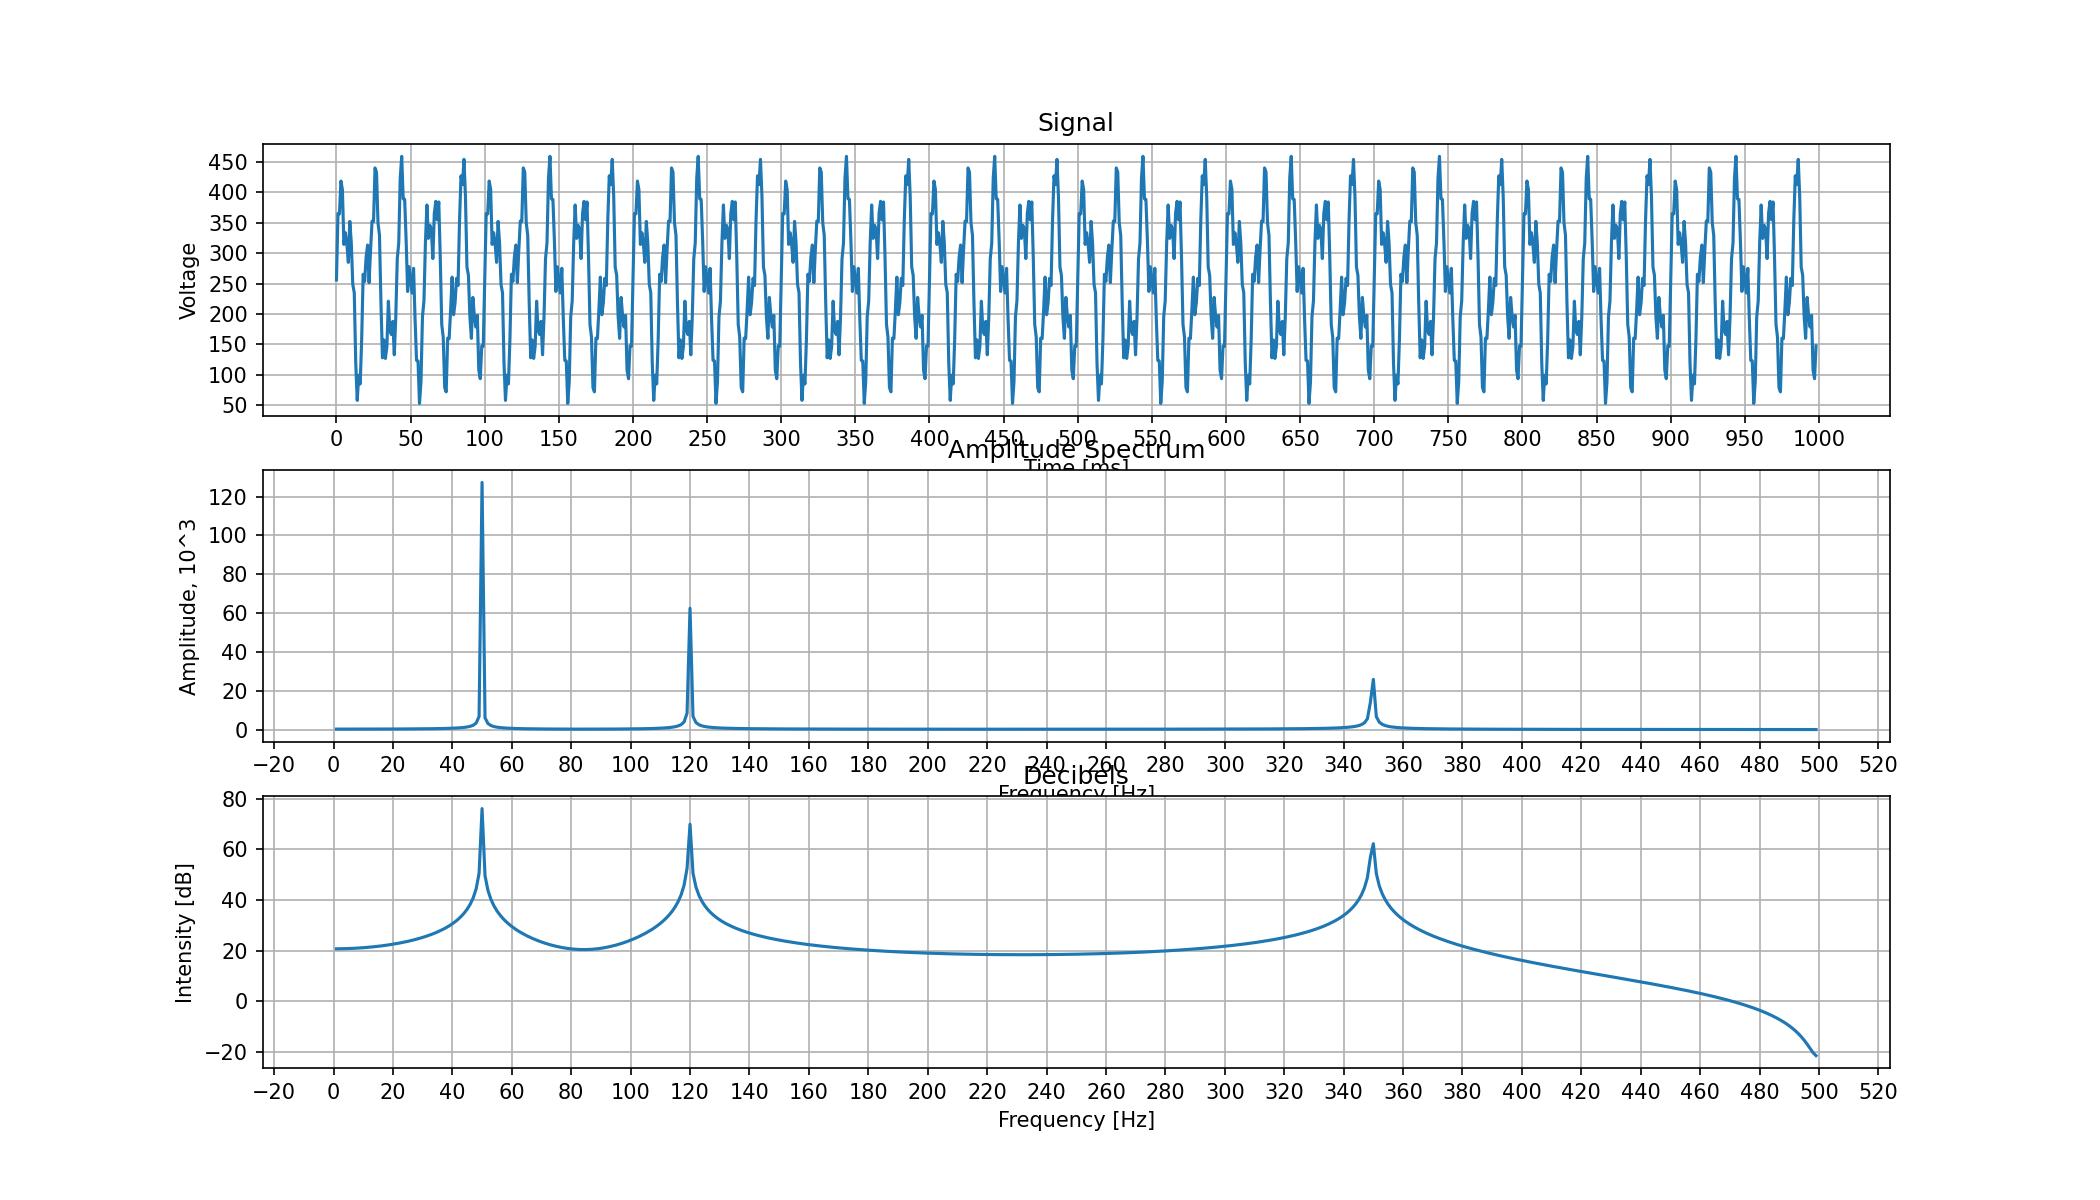 Signal
Voltage
450
400
350
300
250
200
150
100
50
0 50 100 150 200 250 300 350 400 450 500 550 600 650 700 750 800 850 900 950 1000
Time [ms]
Amplitude Spectrum
Amplitude, 10^3
120
100
80
60
40
20
0
−20 0 20 40 60 80 100 120 140 160 180 200 220 240 260 280 300 320 340 360 380 400 420 440 460 480 500 520
Frequency [Hz]
Decibels
Intensity [dB]
80
60
40
20
0
−20
−20 0 20 40 60 80 100 120 140 160 180 200 220 240 260 280 300 320 340 360 380 400 420 440 460 480 500 520
Frequency [Hz]